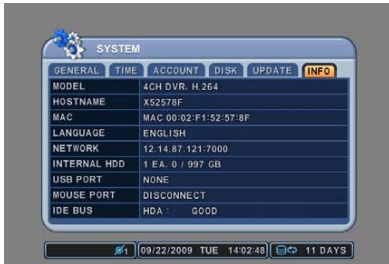 SYSTEM
GENERAL TIME ACCOUNT DISK UPDATE INFO
MODEL 4CH DVR, H.264
HOSTNAME X52578F
MAC MAC 00:02:F1:52:57:8F
LANGUAGE ENGLISH
NETWORK 12.14.87.121:7000
INTERNAL HDD 1 EA. 0 / 997 GB
USB PORT NONE
MOUSE PORT DISCONNECT
IDE BUS HDA : GOOD
1 09/22/2009 TUE 14:02:48 11 DAYS